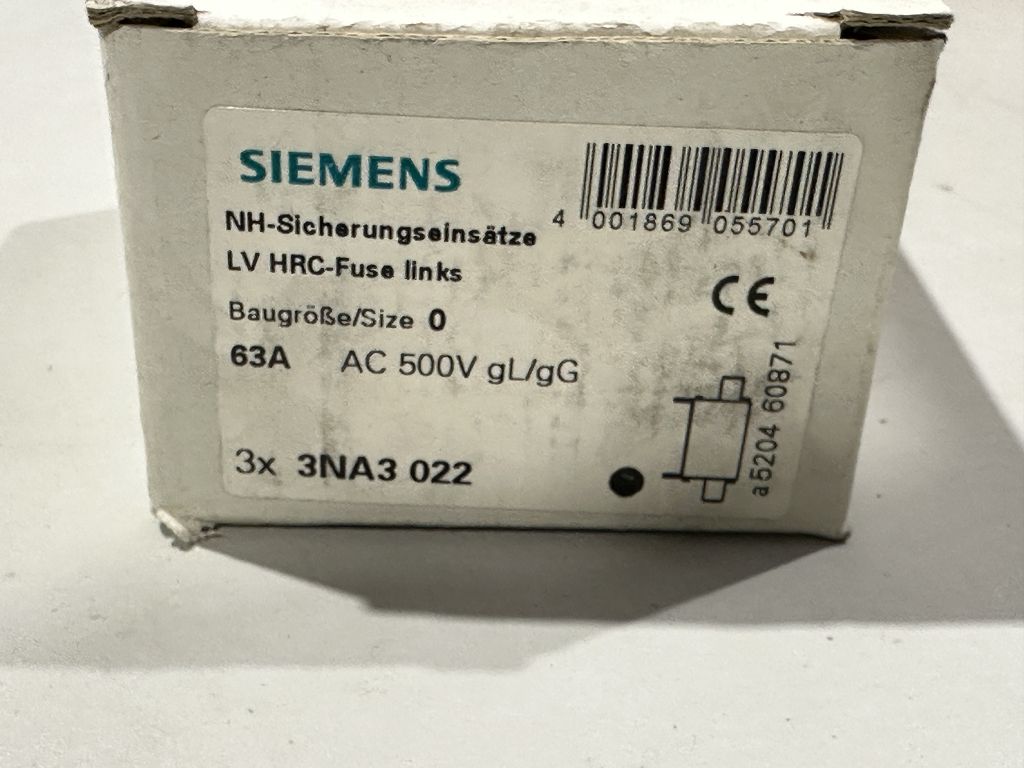 SIEMENS
4 001869 055701
NH-Sicherungseinsätze
LV HRC-Fuse links
CE
Baugröße/Size 0
63A AC 500V gL/gG
3x 3NA3 022
a 5204 60871